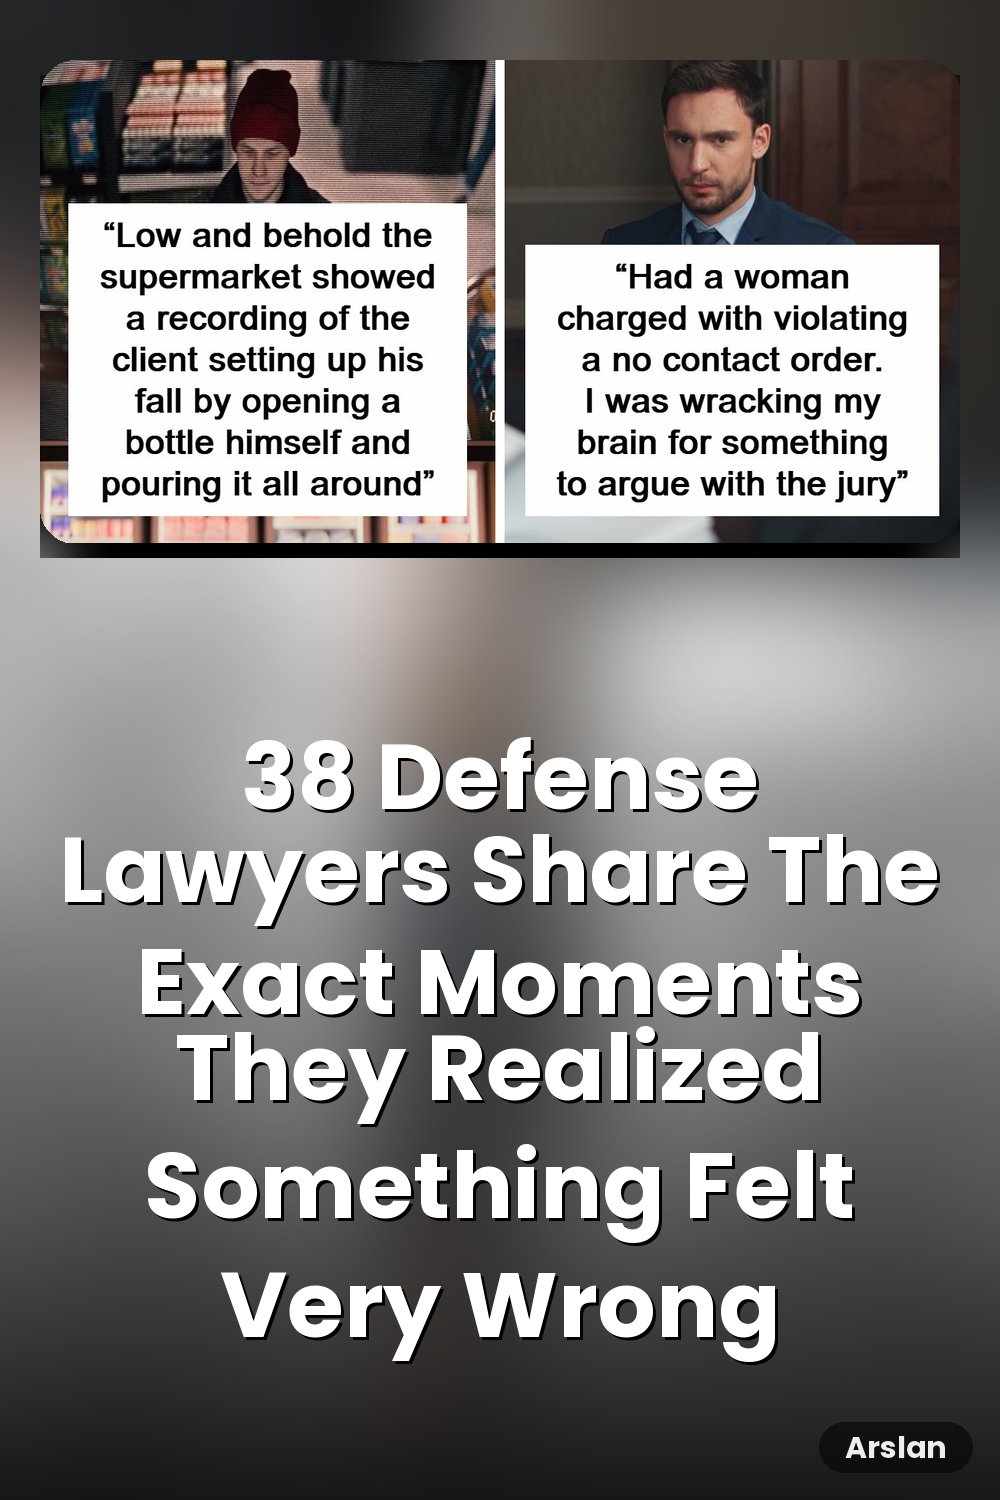 “Low and behold the
supermarket showed
a recording of the
client setting up his
fall by opening a
bottle himself and
pouring it all around”
“Had a woman
charged with violating
a no contact order.
I was wracking my
brain for something
to argue with the jury”
38 Defense
Lawyers Share The
Exact Moments
They Realized
Something Felt
Very Wrong
Arslan